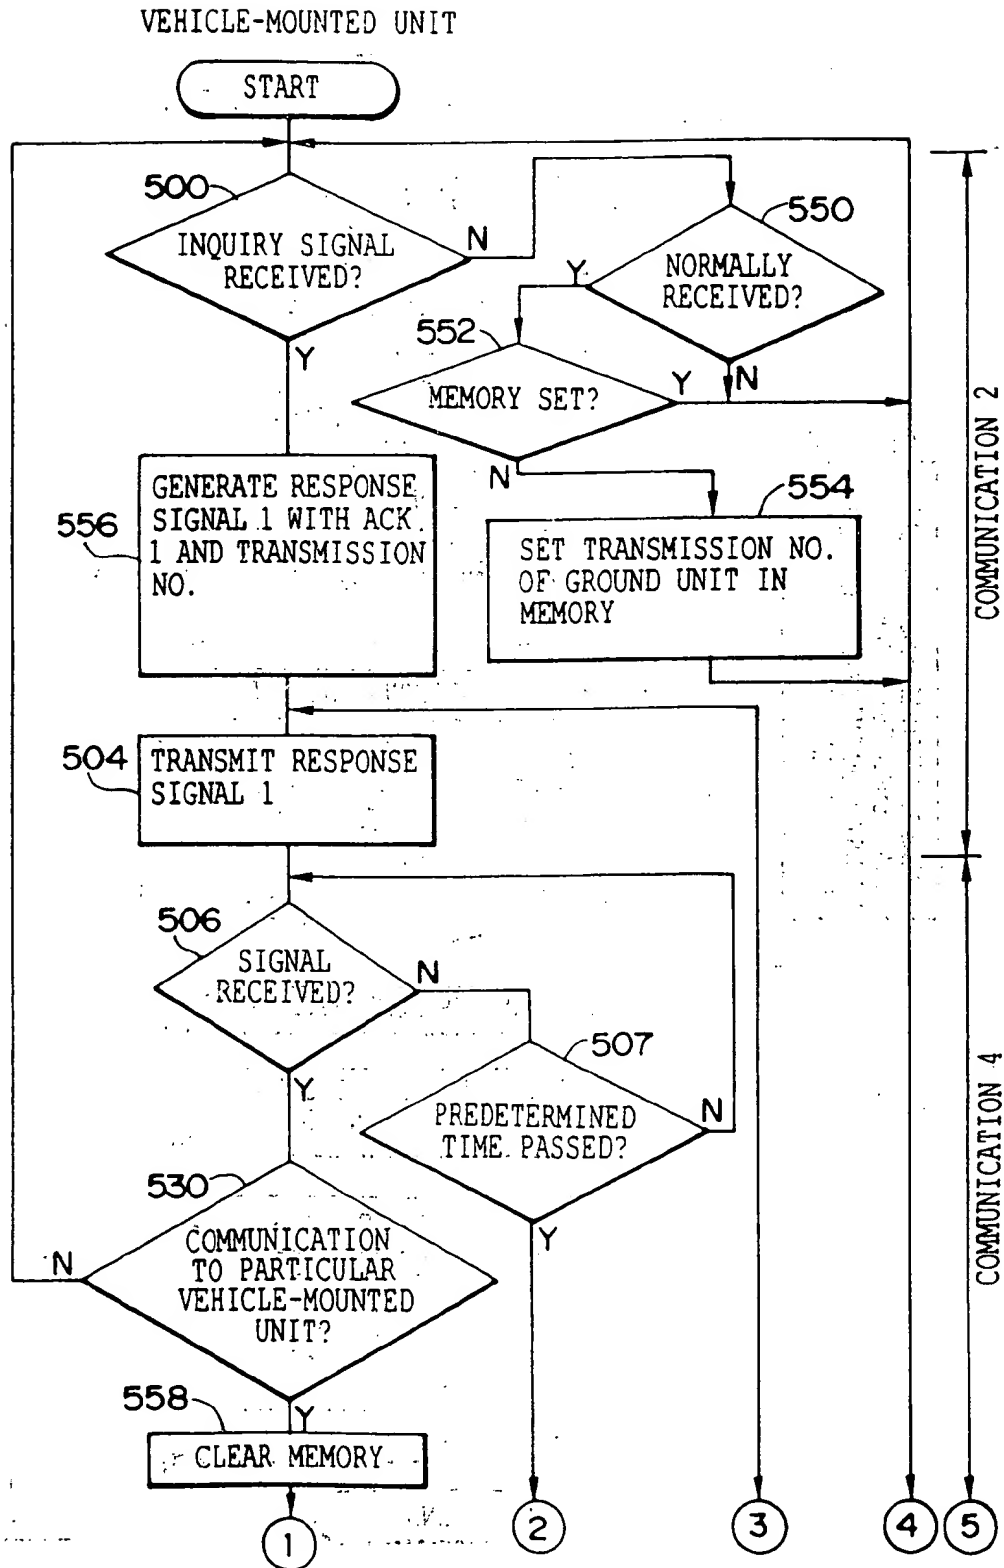 VEHICLE-MOUNTED UNIT
START
500
INQUIRY SIGNAL
RECEIVED?
N
Y
550
NORMALLY
RECEIVED?
Y
N
552
MEMORY SET?
Y
N
556
GENERATE RESPONSE
SIGNAL 1 WITH ACK
1 AND TRANSMISSION
NO.
554
SET TRANSMISSION NO.
OF GROUND UNIT IN
MEMORY
COMMUNICATION 2
504
TRANSMIT RESPONSE
SIGNAL 1
506
SIGNAL
RECEIVED?
N
Y
507
PREDETERMINED
TIME PASSED?
N
Y
COMMUNICATION 4
530
COMMUNICATION
TO PARTICULAR
VEHICLE-MOUNTED
UNIT?
N
Y
558
CLEAR MEMORY
1
2
3
4
5